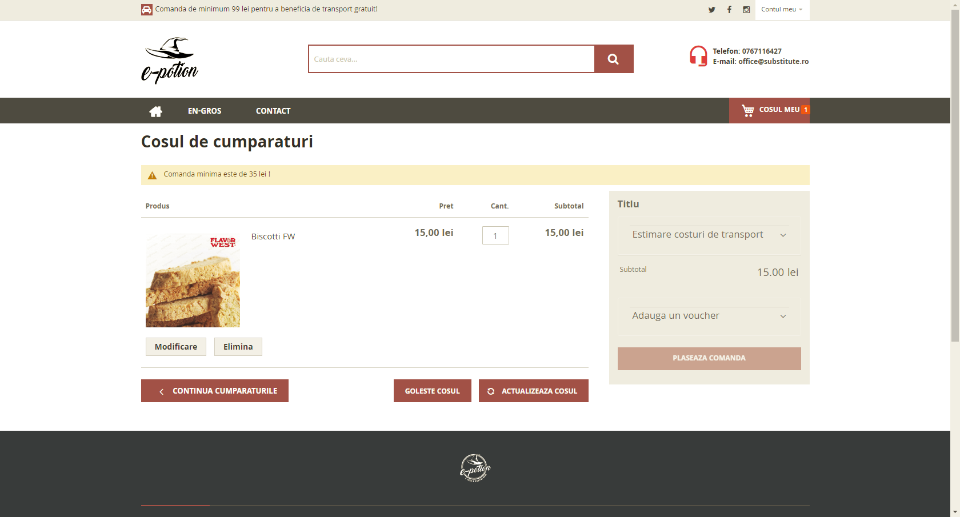 Comanda de minimum 99 lei pentru a beneficia de transport gratuit!
Contul meu
e-potion
Cauta ceva...
Telefon: 0767116427
E-mail: office@substitute.ro
EN-GROS
CONTACT
COSUL MEU 1
Cosul de cumparaturi
Comanda minima este de 35 lei !
Produs Pret Cant. Subtotal
FLAVOR WEST
Biscotti FW 15,00 lei 1 15,00 lei
Modificare Elimina
CONTINUA CUMPARATURILE GOLESTE COSUL ACTUALIZEAZA COSUL
Titlu
Estimare costuri de transport
Subtotal 15.00 lei
Adauga un voucher
PLASEAZA COMANDA
e-potion